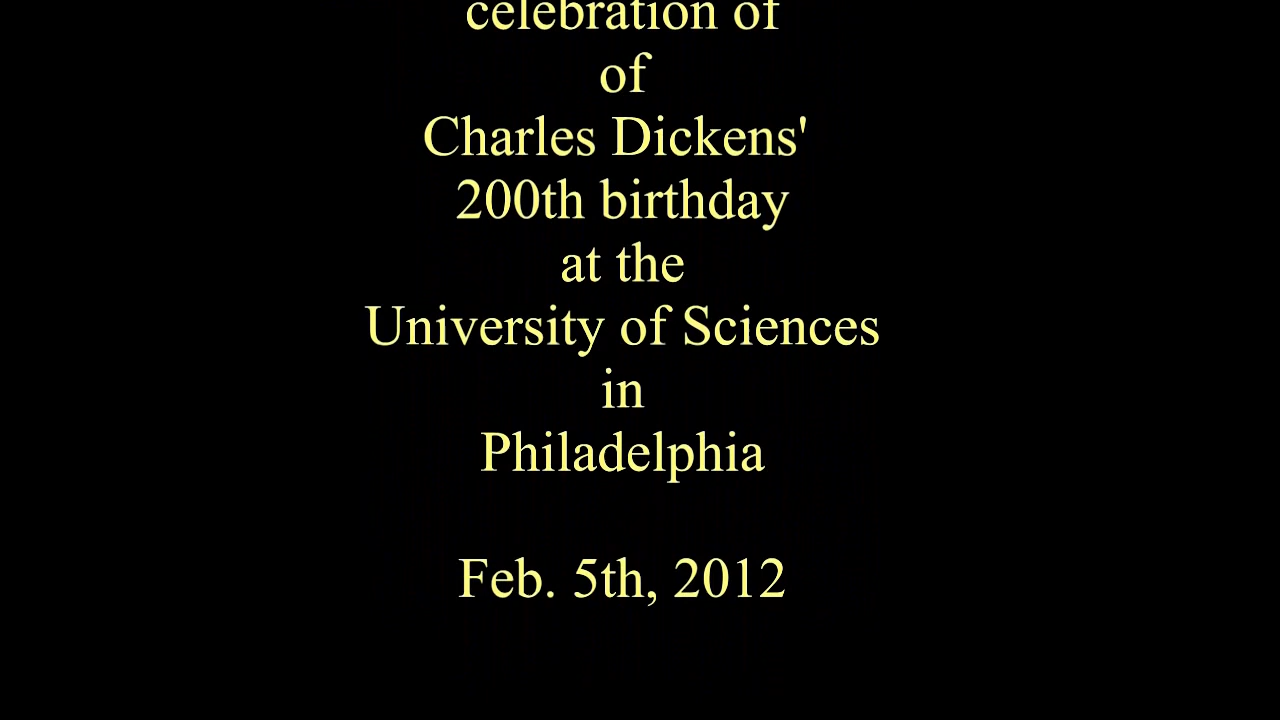 celebration of
of
Charles Dickens'
200th birthday
at the
University of Sciences
in
Philadelphia
Feb. 5th, 2012